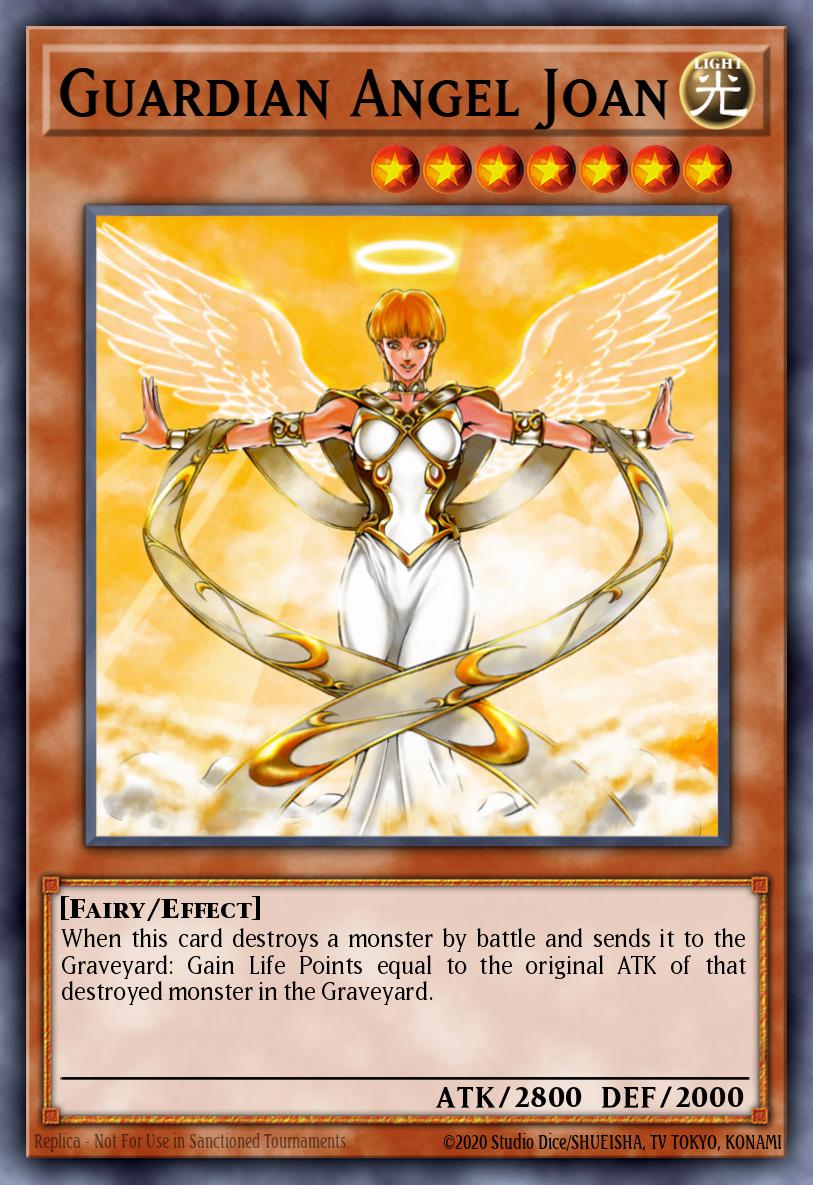 Guardian Angel Joan
LIGHT
光
[Fairy/Effect]
When this card destroys a monster by battle and sends it to the
Graveyard: Gain Life Points equal to the original ATK of that
destroyed monster in the Graveyard.
ATK/2800 DEF/2000
Replica - Not For Use in Sanctioned Tournaments.
©2020 Studio Dice/SHUEISHA, TV TOKYO, KONAMI